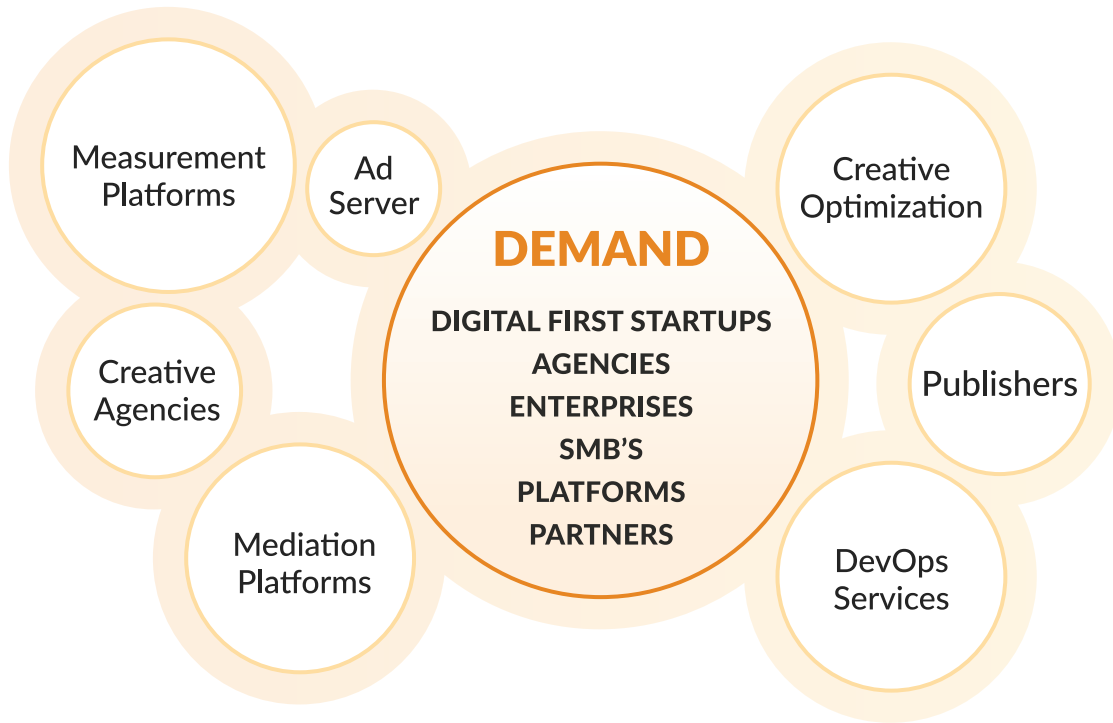 Measurement
Platforms
Ad
Server
Creative
Agencies
Mediation
Platforms
DEMAND
DIGITAL FIRST STARTUPS
AGENCIES
ENTERPRISES
SMB’S
PLATFORMS
PARTNERS
Creative
Optimization
Publishers
DevOps
Services